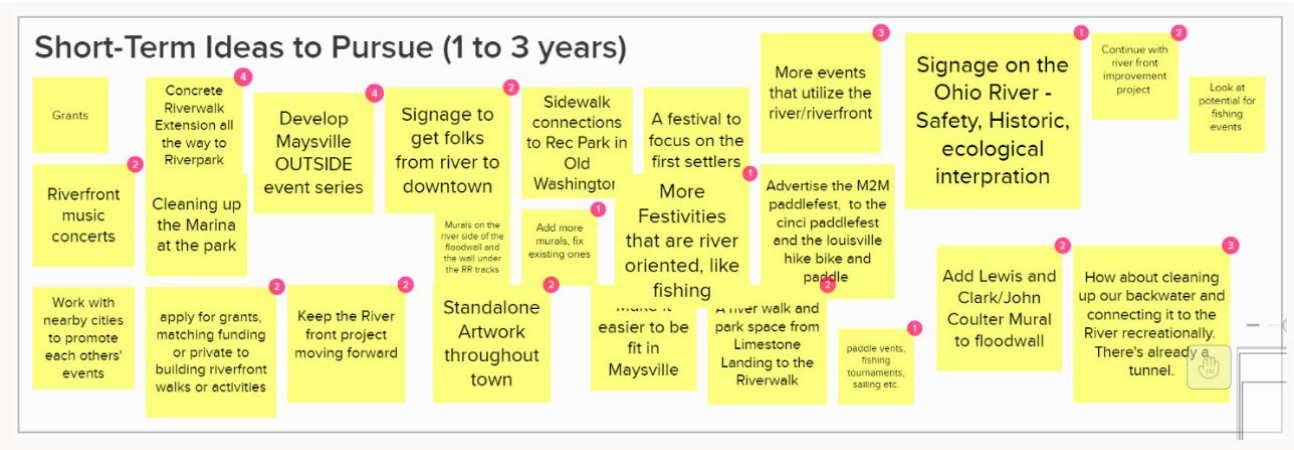 Short-Term Ideas to Pursue (1 to 3 years)
Grants
4
Concrete
Riverwalk
Extension all
the way to
Riverpark
4
Develop
Maysville
OUTSIDE
event series
2
Signage to
get folks
from river to
downtown
Sidewalk
connections
to Rec Park in
Old
Washington
A festival to
focus on the
first settlers
3
More events
that utilize the
river/riverfront
1
Signage on the
Ohio River -
Safety, Historic,
ecological
interpration
2
Continue with
river front
improvement
project
Look at
potential for
fishing
events
2
Riverfront
music
concerts
Cleaning up
the Marina
at the park
Murals on the
river side of the
floodwall and
the wall under
the RR tracks
1
Add more
murals, fix
existing ones
1
More
Festivities
that are river
oriented, like
fishing
Advertise the M2M
paddlefest, to the
cinci paddlefest
and the louisville
hike bike and
paddle
2
Add Lewis and
Clark/John
Coulter Mural
to floodwall
3
How about cleaning
up our backwater and
connecting it to the
River recreationally.
There's already a
tunnel.
Work with
nearby cities
to promote
each others'
events
2
apply for grants,
matching funding
or private to
building riverfront
walks or activities
2
Keep the River
front project
moving forward
2
Standalone
Artwork
throughout
town
Make it
easier to be
fit in
Maysville
2
A river walk and
park space from
Limestone
Landing to the
Riverwalk
1
paddle vents,
fishing
tournaments,
sailing etc.